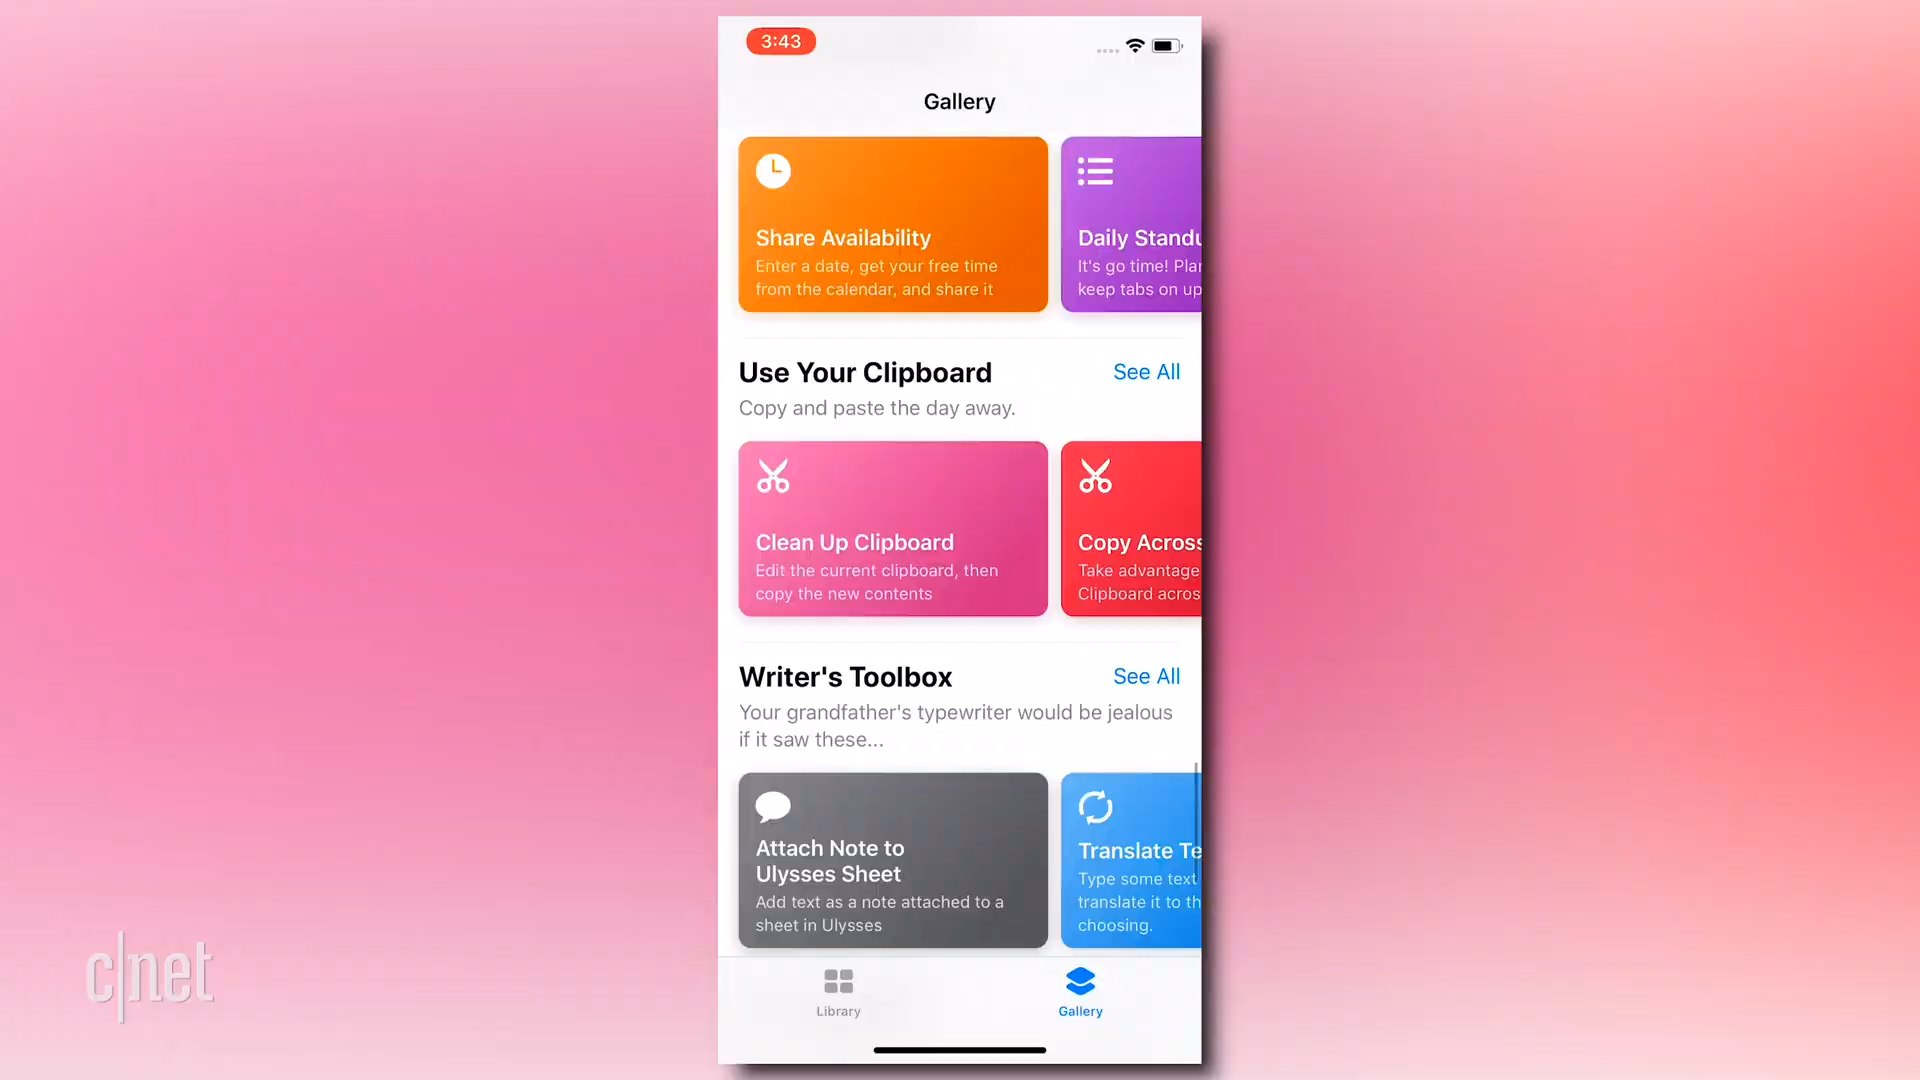 3:43
Gallery
Share Availability
Enter a date, get your free time
from the calendar, and share it
Daily Standu
It's go time! Plan
keep tabs on up
Use Your Clipboard
See All
Copy and paste the day away.
Clean Up Clipboard
Edit the current clipboard, then
copy the new contents
Copy Across
Take advantage
Clipboard acros
Writer's Toolbox
See All
Your grandfather's typewriter would be jealous
if it saw these...
Attach Note to
Ulysses Sheet
Add text as a note attached to a
sheet in Ulysses
Translate Te
Type some text
translate it to th
choosing.
c|net
Library
Gallery